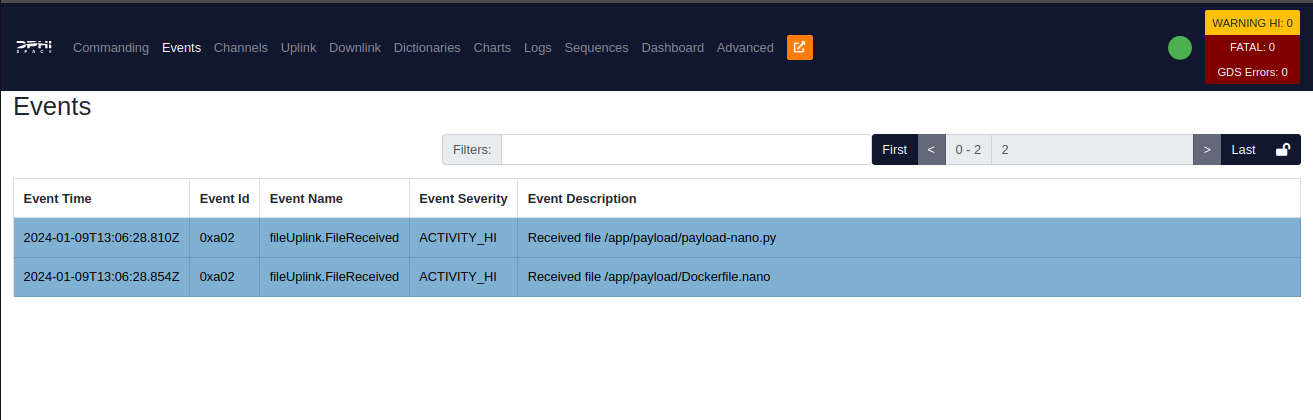 WARNING HI: 0
DPHI
SPACE
Commanding Events Channels Uplink Downlink Dictionaries Charts Logs Sequences Dashboard Advanced
FATAL: 0
GDS Errors: 0
Events
Filters: First < 0 - 2 2 > Last
Event Time Event Id Event Name Event Severity Event Description
2024-01-09T13:06:28.810Z 0xa02 fileUplink.FileReceived ACTIVITY_HI Received file /app/payload/payload-nano.py
2024-01-09T13:06:28.854Z 0xa02 fileUplink.FileReceived ACTIVITY_HI Received file /app/payload/Dockerfile.nano